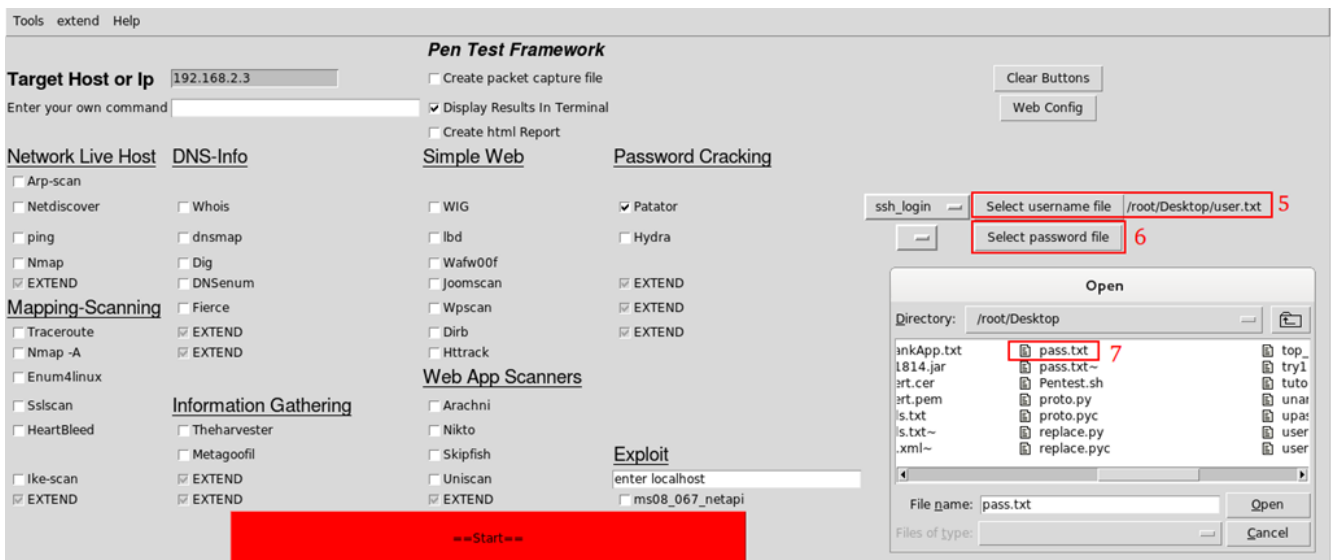 Tools extend Help
Pen Test Framework
Target Host or Ip 192.168.2.3 Create packet capture file Clear Buttons
Enter your own command Display Results In Terminal Web Config
Create html Report
Network Live Host DNS-Info Simple Web Password Cracking
Arp-scan
Netdiscover Whois WIG Patator ssh_login Select username file /root/Desktop/user.txt 5
ping dnsmap lbd Hydra Select password file 6
Nmap Dig Wafw00f
EXTEND DNSenum Joomscan EXTEND
Mapping-Scanning Fierce Wpscan EXTEND
Traceroute EXTEND Dirb EXTEND
Nmap -A EXTEND Httrack
Enum4linux Web App Scanners
Sslscan Information Gathering Arachni
HeartBleed Theharvester Nikto
Metagoofil Skipfish Exploit
Ike-scan EXTEND Uniscan enter localhost
EXTEND EXTEND EXTEND ms08_067_netapi
==Start==
Open
Directory: /root/Desktop
ankApp.txt pass.txt 7 top_
1814.jar pass.txt~ try1
ert.cer Pentest.sh tuto
ert.pem proto.py unar
ls.txt proto.pyc upas
ls.txt~ replace.py user
.xml~ replace.pyc user
File name: pass.txt Open
Files of type: Cancel